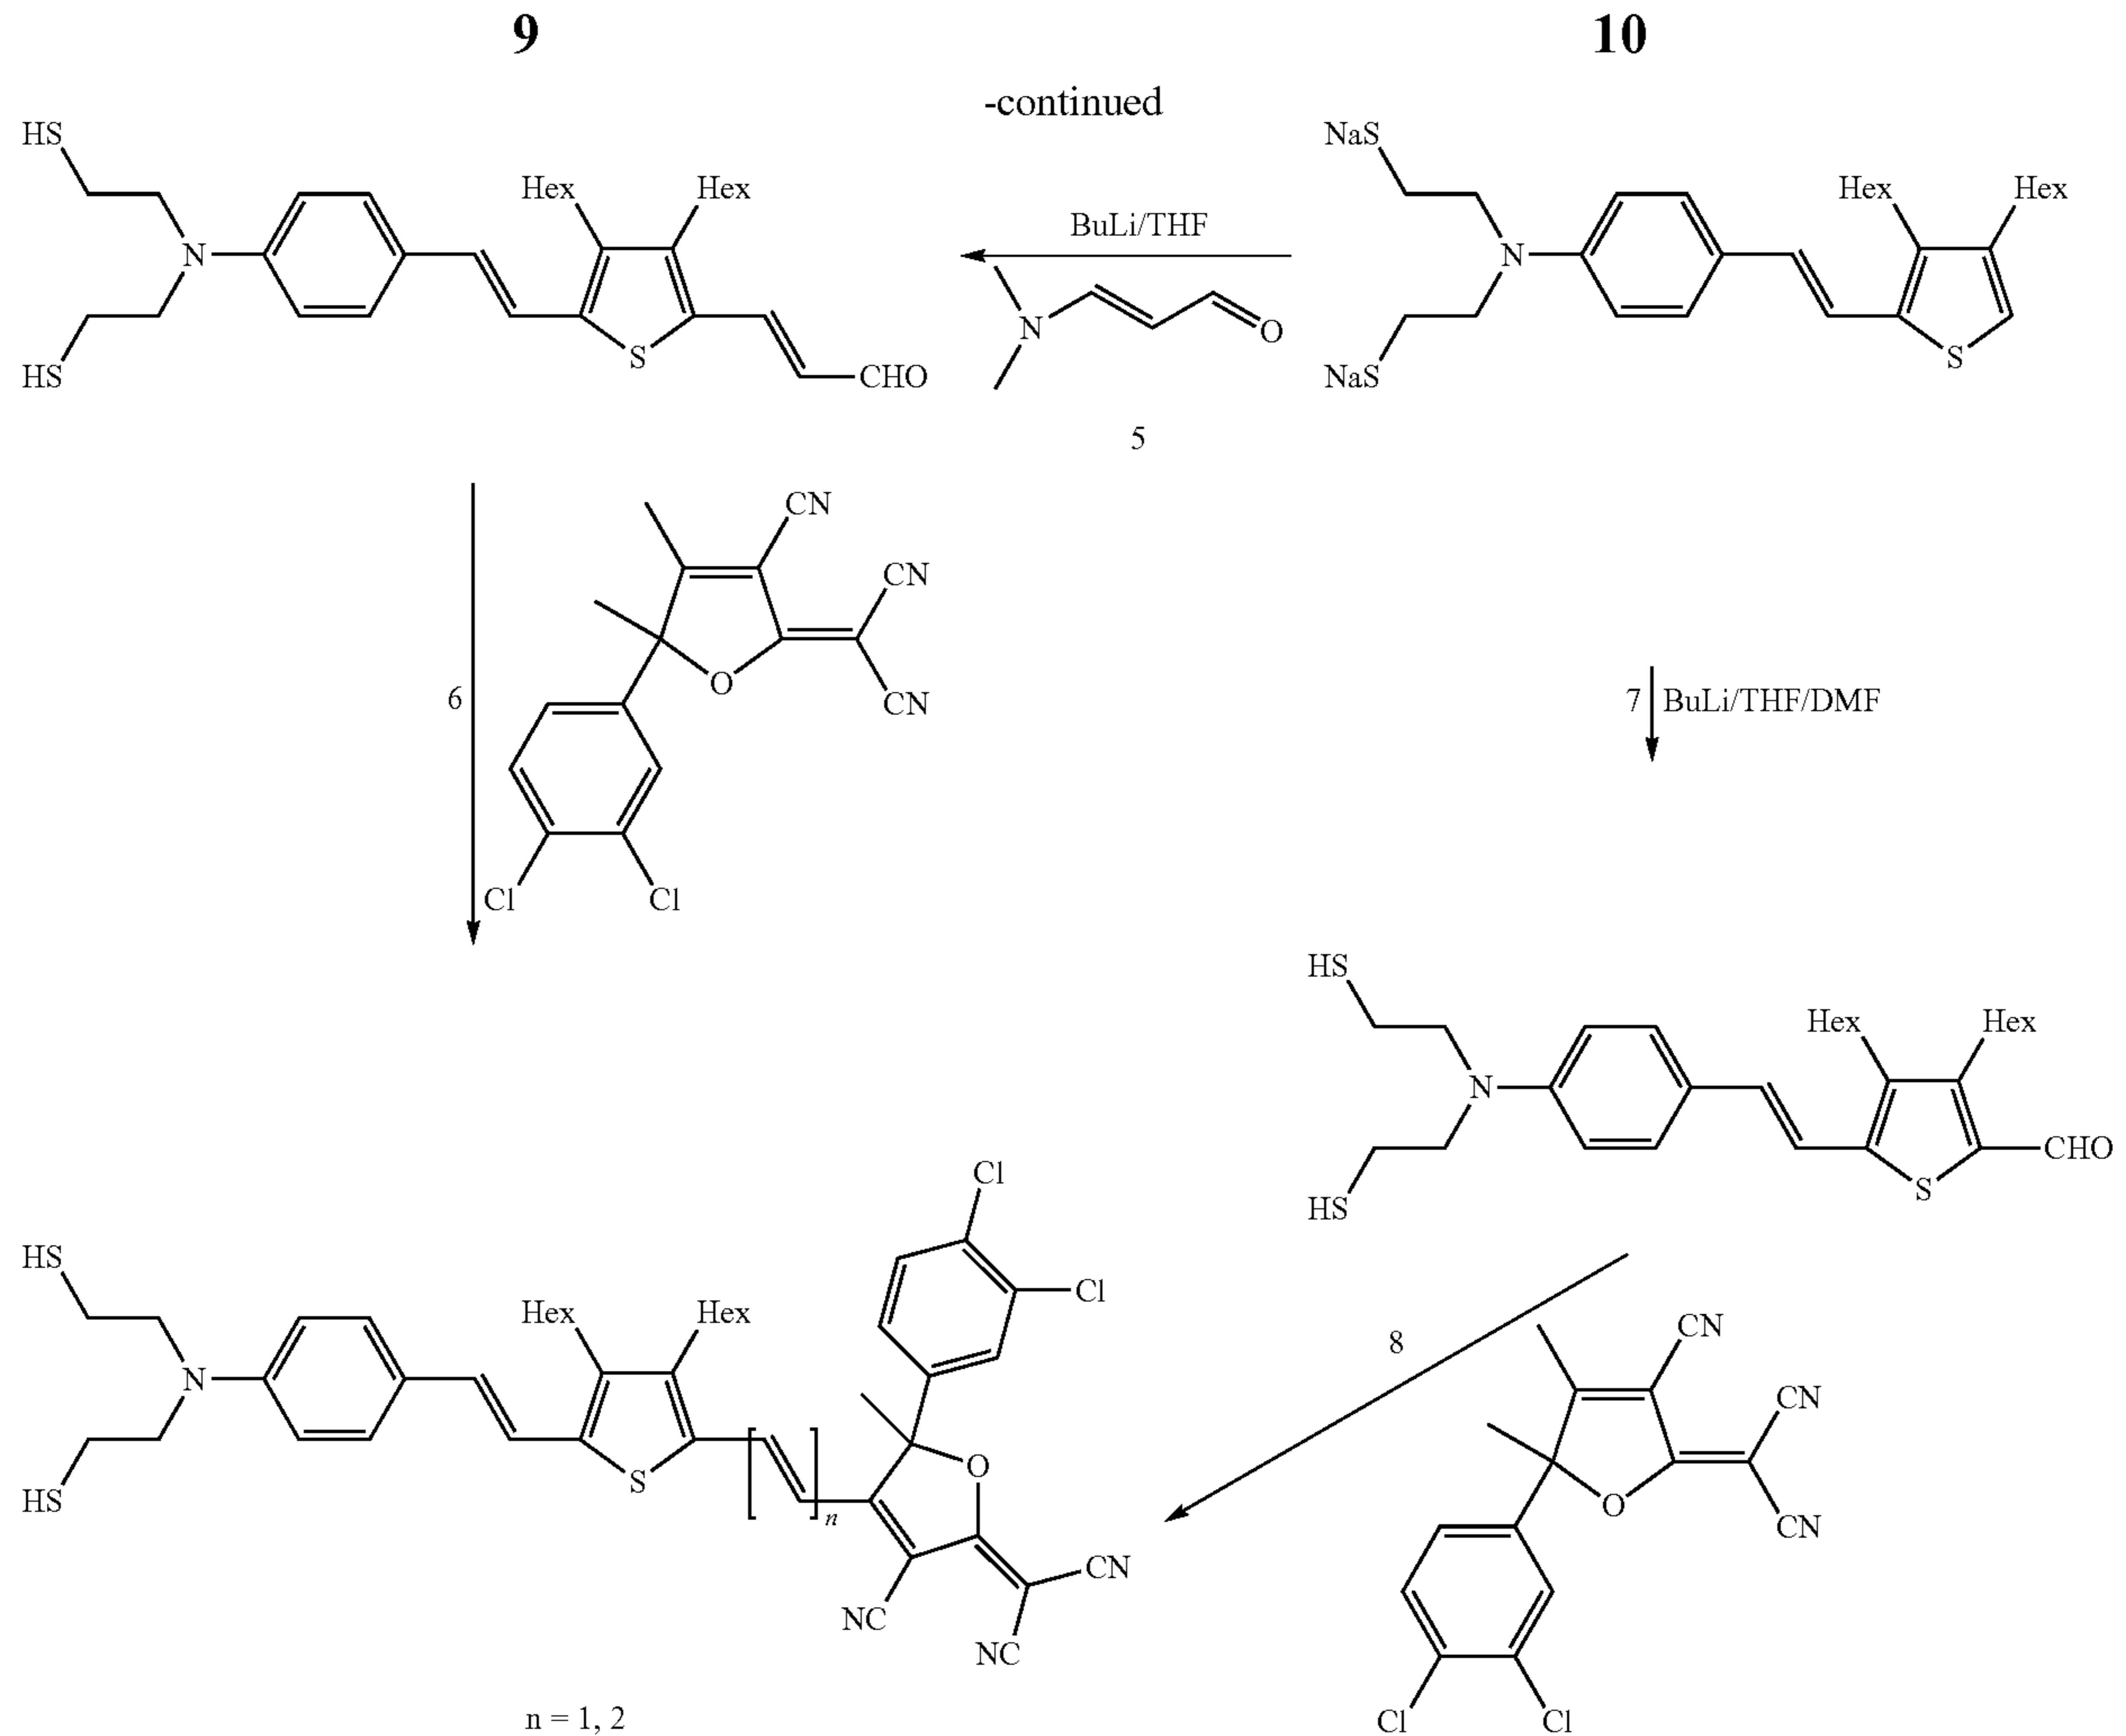 9 10
-continued
HS NaS
Hex Hex Hex Hex
BuLi/THF
N N
N O
S S
HS CHO NaS
5
CN
CN
O
6 CN 7 BuLi/THF/DMF
Cl Cl
HS
Hex Hex
N
CHO
S
HS
Cl
HS Cl
Hex Hex
8 CN
N CN
O
S O
HS n CN
CN
NC
NC
Cl Cl
n = 1, 2